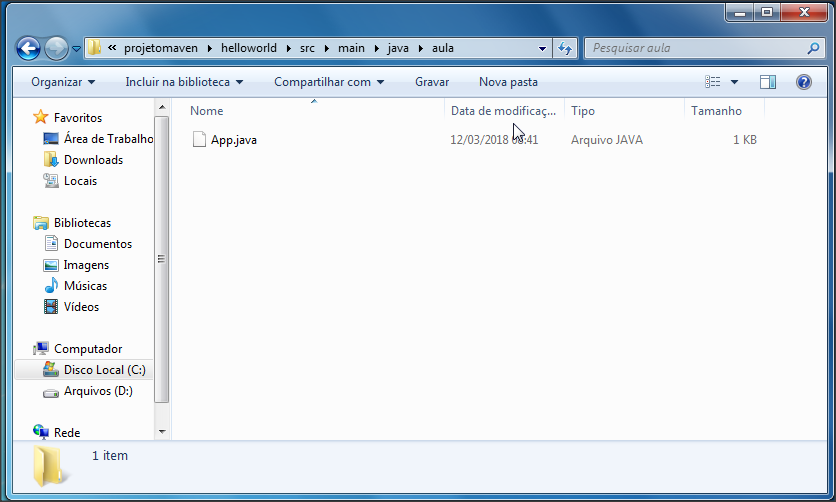 « projetomaven helloworld src main java aula Pesquisar aula
Organizar Incluir na biblioteca Compartilhar com Gravar Nova pasta
Nome Data de modificaç... Tipo Tamanho
App.java 12/03/2018 Arquivo JAVA 1 KB
Favoritos
Área de Trabalho
Downloads
Locais
Bibliotecas
Documentos
Imagens
Músicas
Vídeos
Computador
Disco Local (C:)
Arquivos (D:)
Rede
1 item